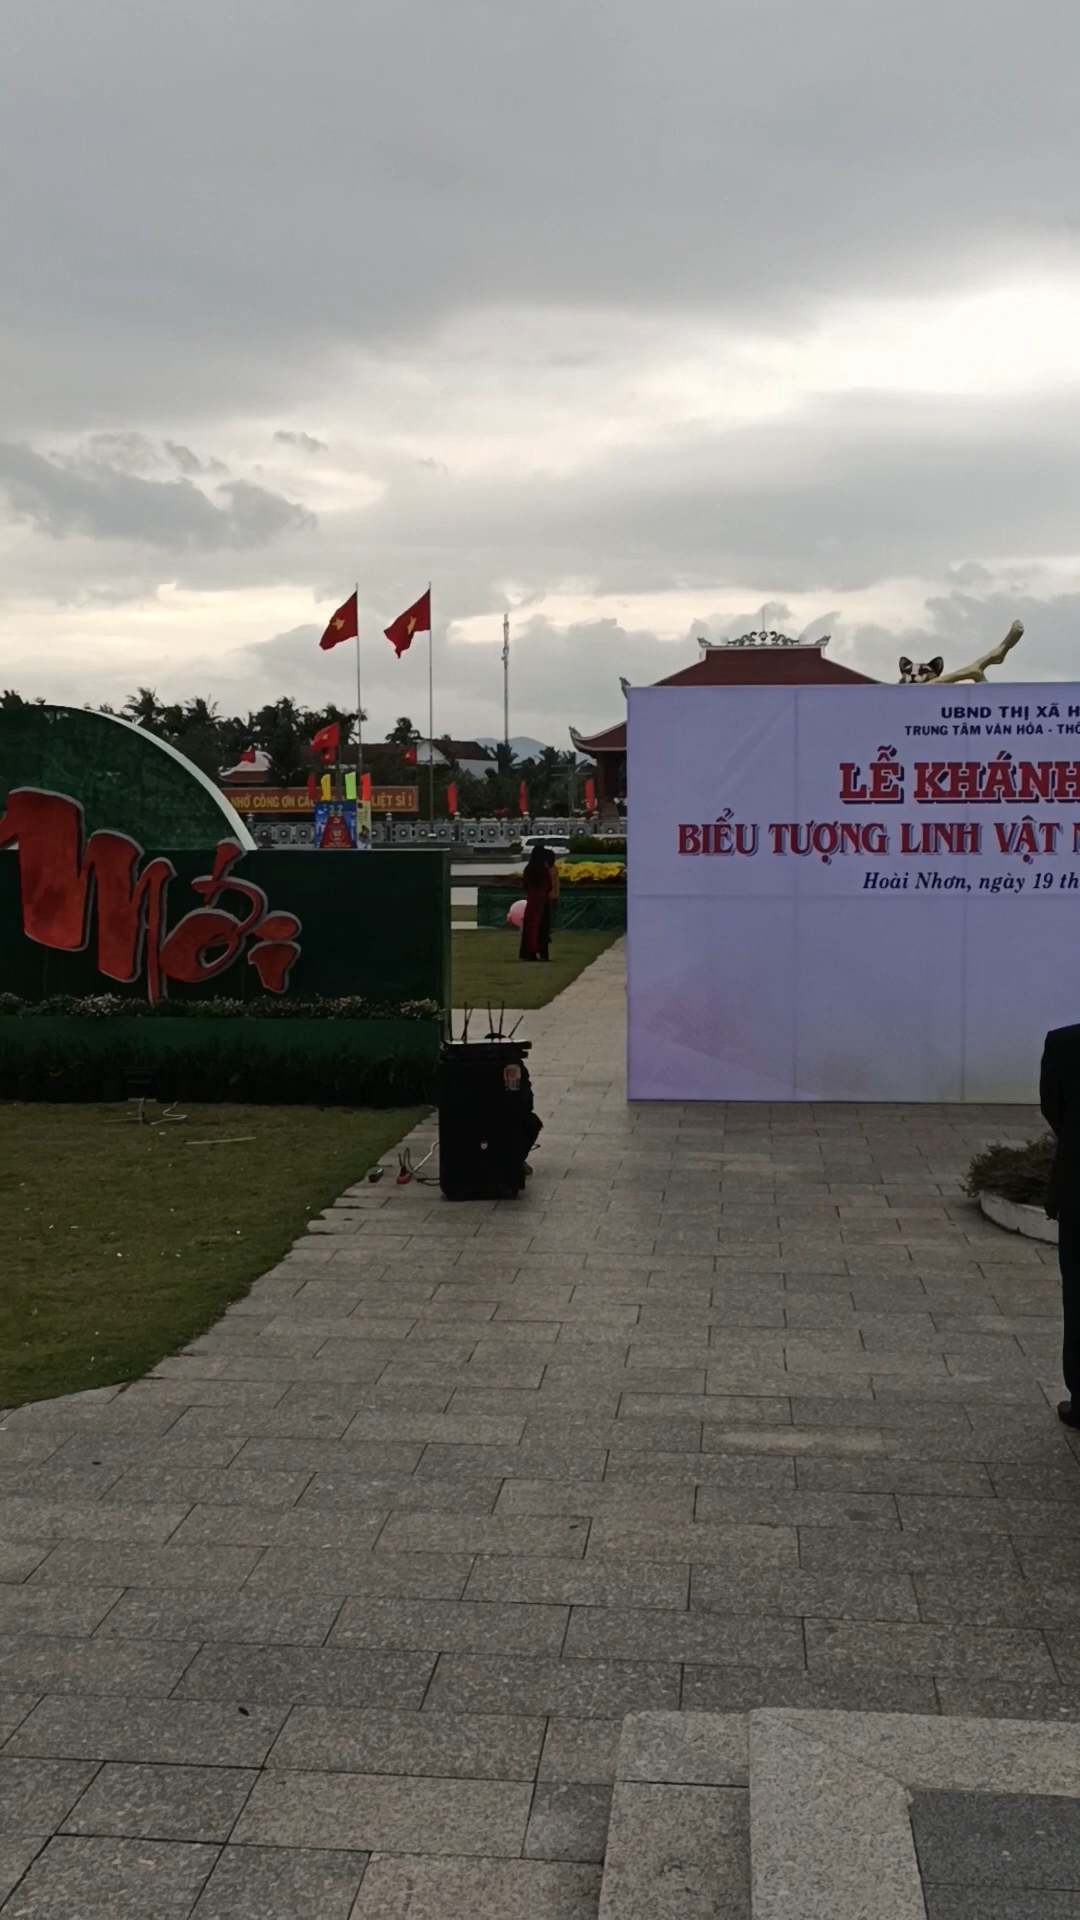 Mới
NHỚ CÔNG ƠN CÁ
LIỆT SĨ !
UBND THỊ XÃ H
TRUNG TÂM VĂN HÓA - THÔ
LỄ KHÁNH
BIỂU TƯỢNG LINH VẬT N
Hoài Nhơn, ngày 19 th